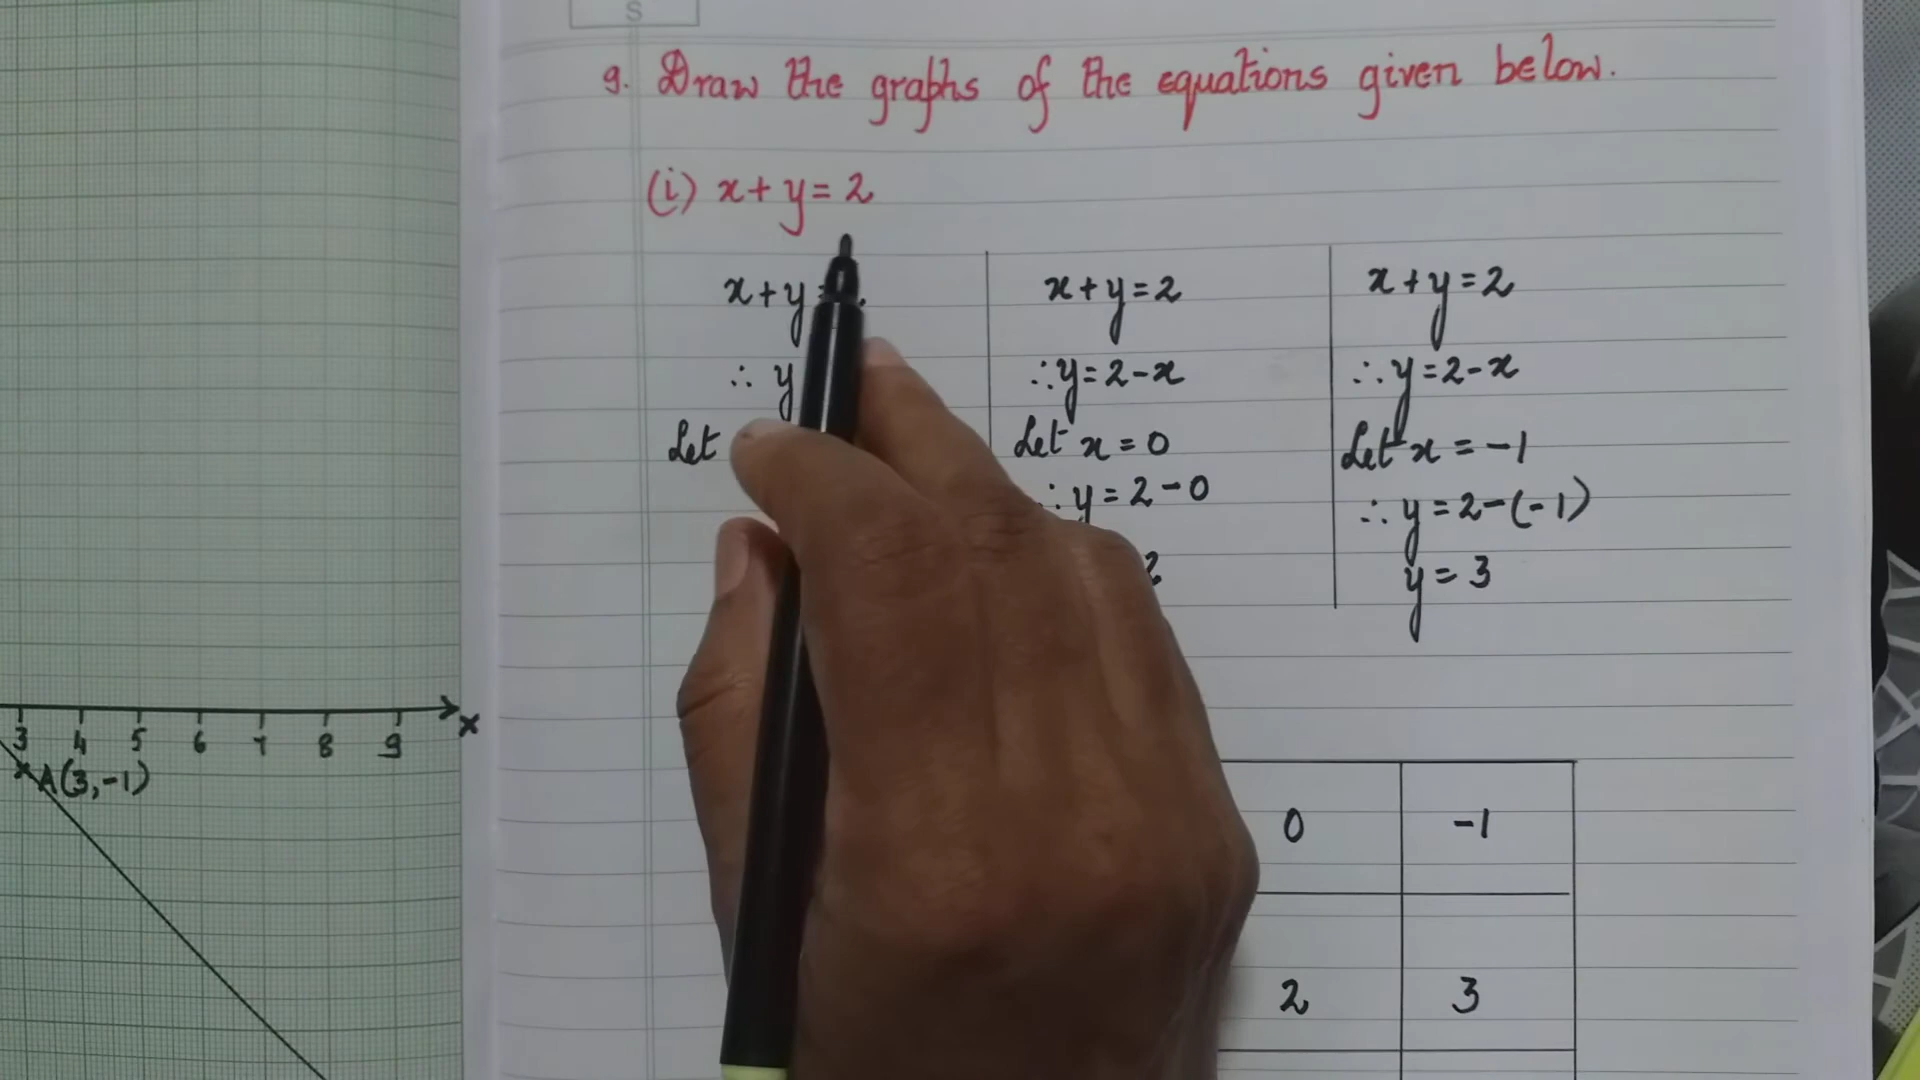 S
9. Draw the graphs of the equations given below.
(i) x + y = 2
x + y =
∴ y
Let
x + y = 2
∴ y = 2 - x
Let x = 0
∴ y = 2 - 0
2
x + y = 2
∴ y = 2 - x
Let x = -1
∴ y = 2 - (-1)
y = 3
0 -1
2 3
3 4 5 6 7 8 9 X
A(3,-1)